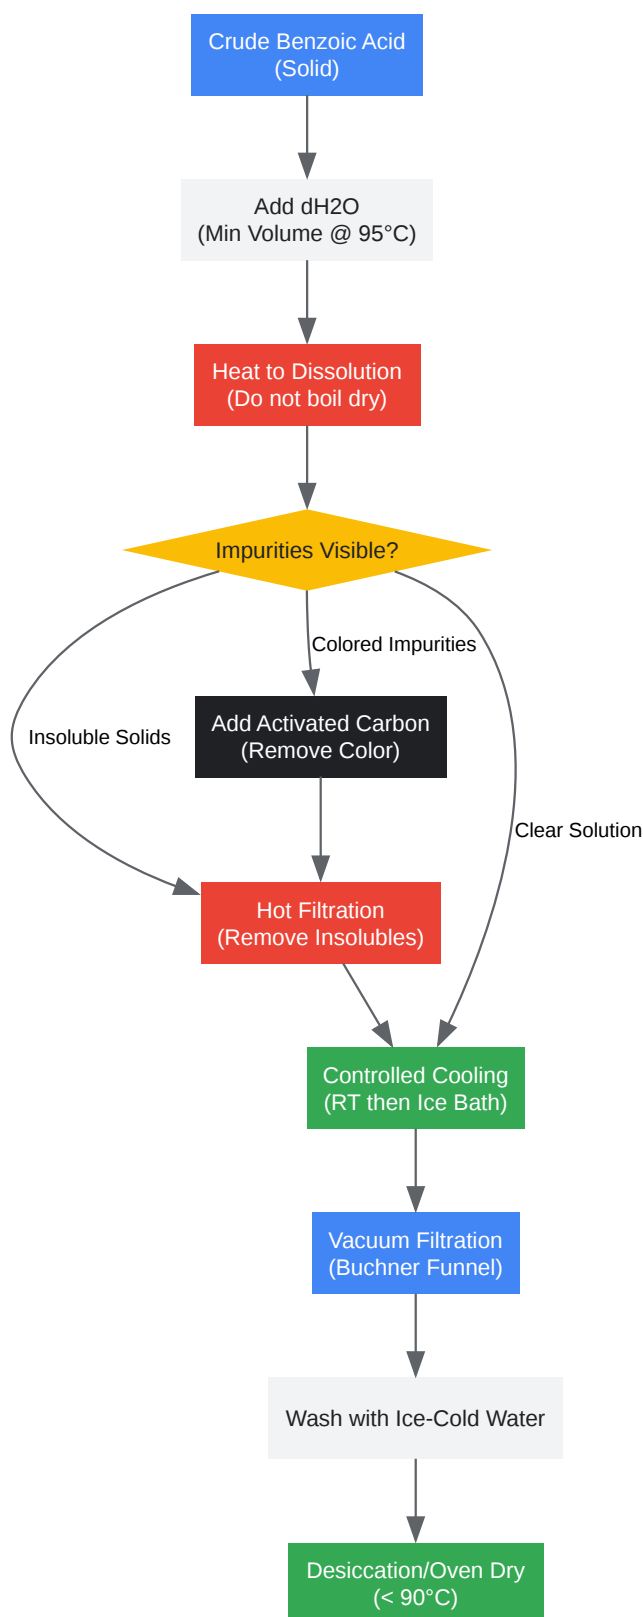 Crude Benzoic Acid
(Solid)
Add dH2O
(Min Volume @ 95°C)
Heat to Dissolution
(Do not boil dry)
Impurities Visible?
Colored Impurities
Add Activated Carbon
(Remove Color)
Insoluble Solids
Clear Solution
Hot Filtration
(Remove Insolubles)
Controlled Cooling
(RT then Ice Bath)
Vacuum Filtration
(Buchner Funnel)
Wash with Ice-Cold Water
Desiccation/Oven Dry
(< 90°C)